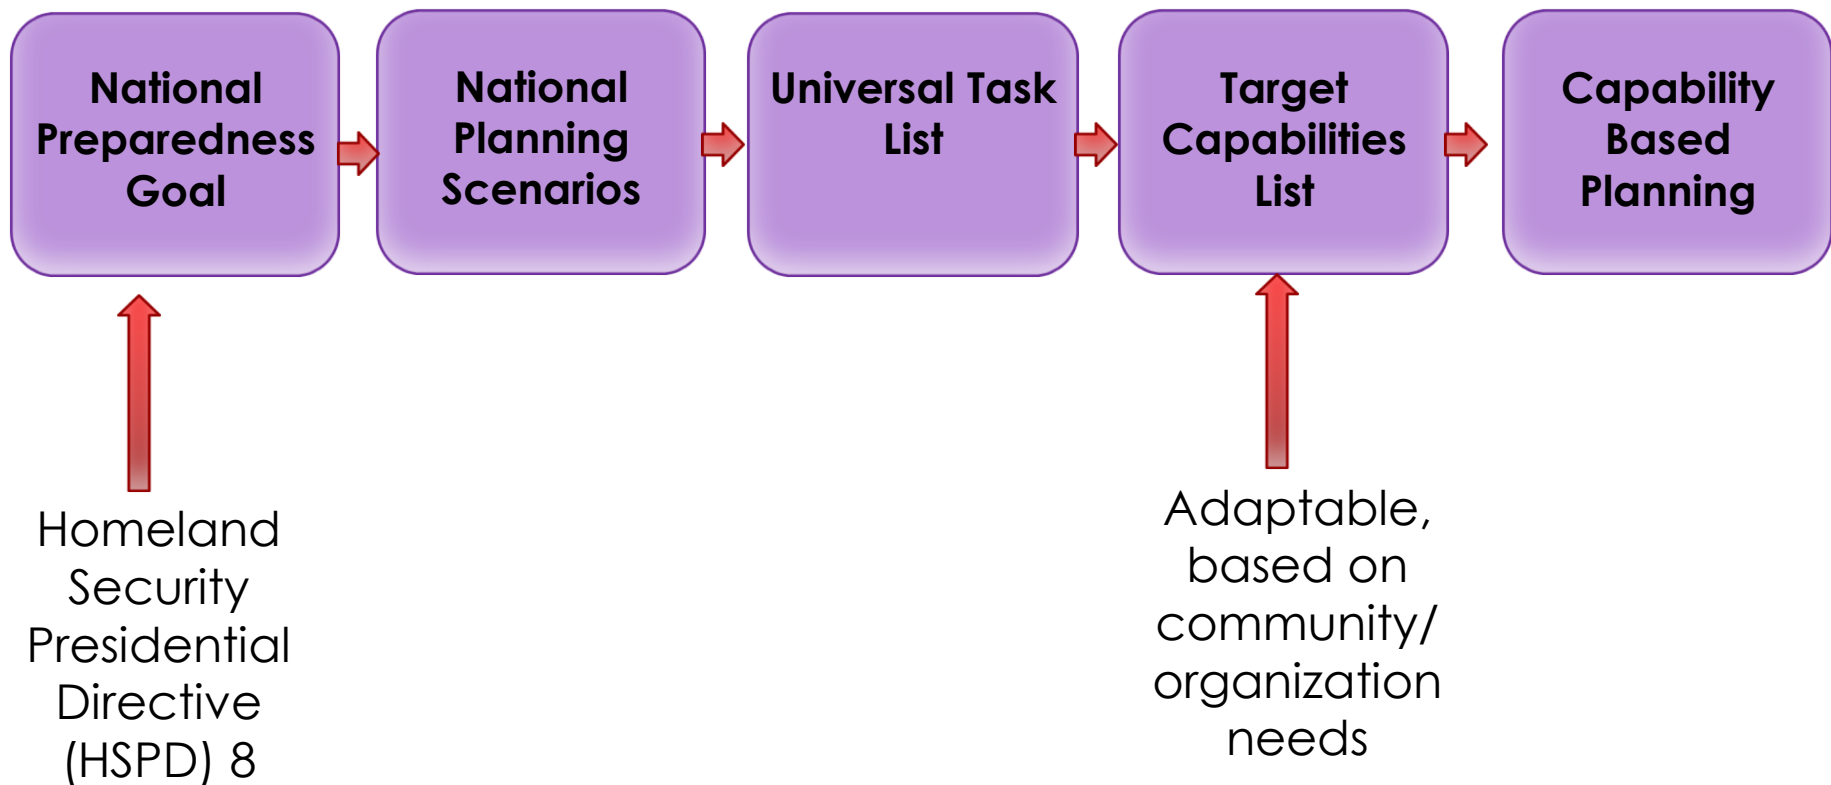 National
Preparedness
Goal
National
Planning
Scenarios
Universal Task
List
Target
Capabilities
List
Capability
Based
Planning
Homeland
Security
Presidential
Directive
(HSPD) 8
Adaptable,
based on
community/
organization
needs